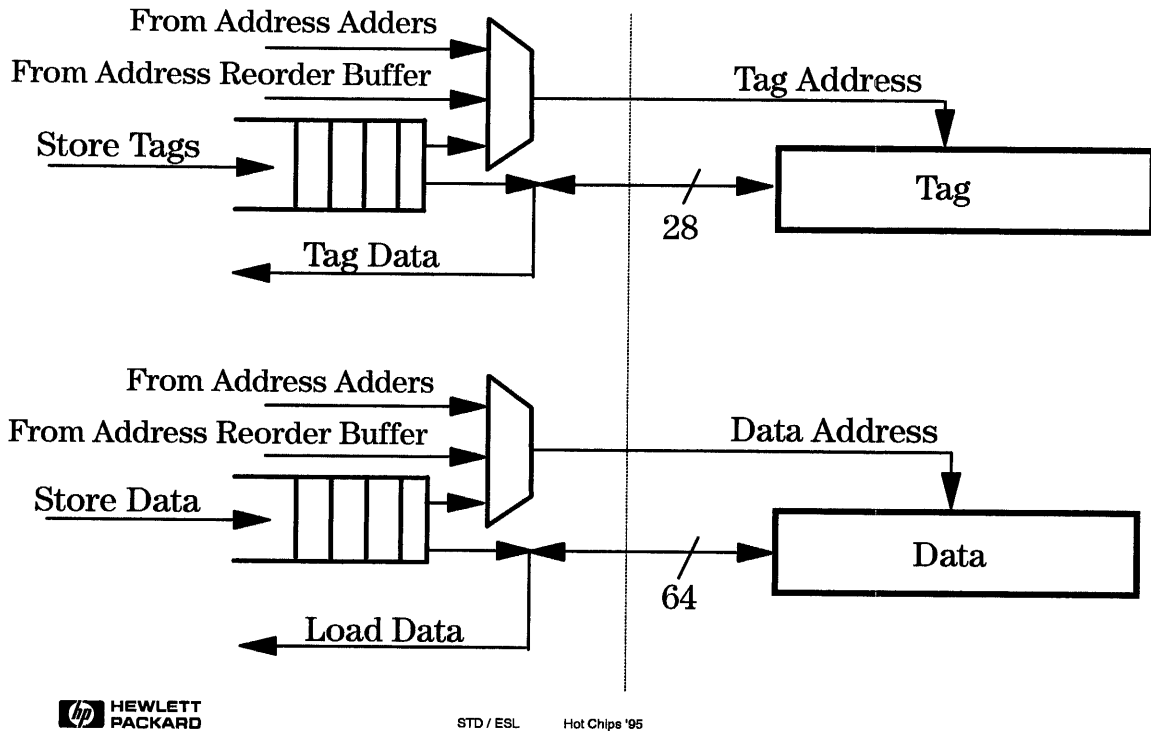 From Address Adders
From Address Reorder Buffer
Tag Address
Store Tags
Tag
28
Tag Data
From Address Adders
From Address Reorder Buffer
Data Address
Store Data
Data
64
Load Data
hp HEWLETT
PACKARD
STD / ESL Hot Chips '95